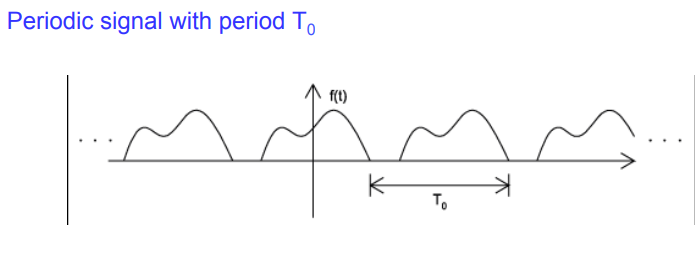 Periodic signal with period T₀
f(t)
. . .
. . .
T₀